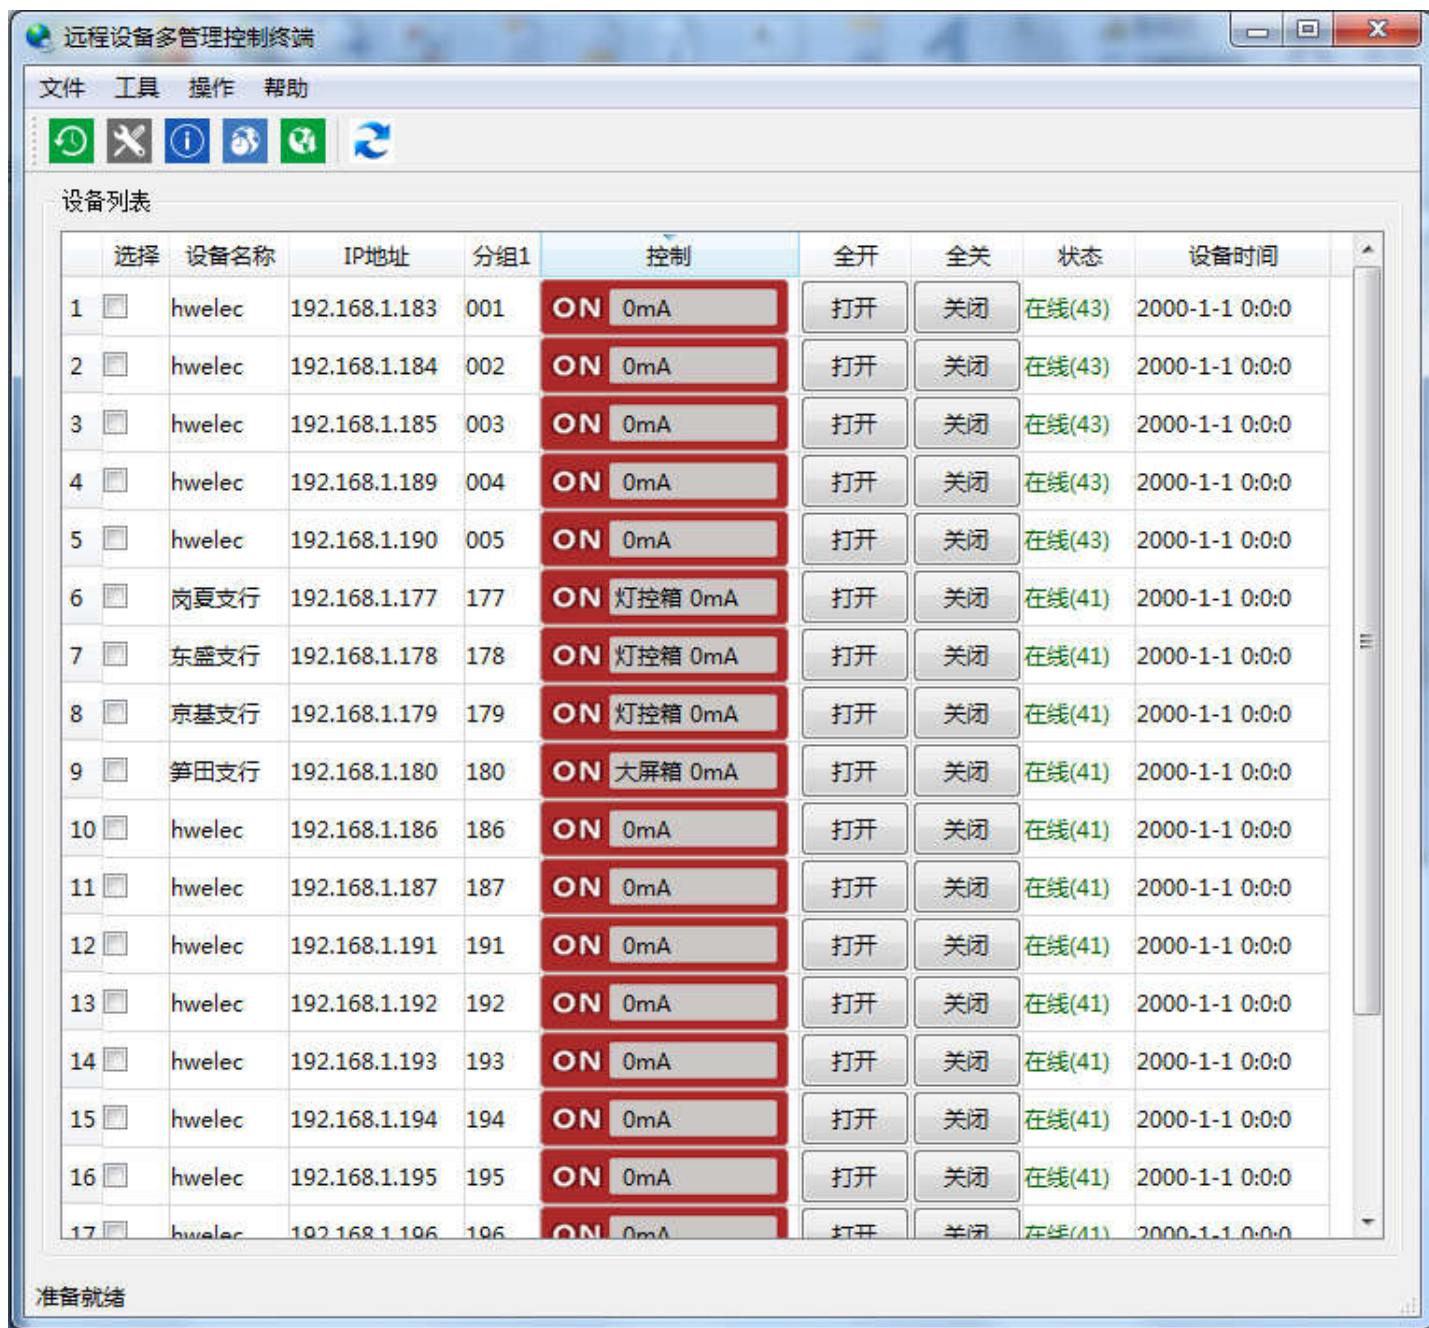 远程设备多管理控制终端
文件 工具 操作 帮助
设备列表
选择 设备名称 IP地址 分组1 控制 全开 全关 状态 设备时间
1 hwelec 192.168.1.183 001 ON 0mA 打开 关闭 在线(43) 2000-1-1 0:0:0
2 hwelec 192.168.1.184 002 ON 0mA 打开 关闭 在线(43) 2000-1-1 0:0:0
3 hwelec 192.168.1.185 003 ON 0mA 打开 关闭 在线(43) 2000-1-1 0:0:0
4 hwelec 192.168.1.189 004 ON 0mA 打开 关闭 在线(43) 2000-1-1 0:0:0
5 hwelec 192.168.1.190 005 ON 0mA 打开 关闭 在线(43) 2000-1-1 0:0:0
6 岗夏支行 192.168.1.177 177 ON 灯控箱 0mA 打开 关闭 在线(41) 2000-1-1 0:0:0
7 东盛支行 192.168.1.178 178 ON 灯控箱 0mA 打开 关闭 在线(41) 2000-1-1 0:0:0
8 京基支行 192.168.1.179 179 ON 灯控箱 0mA 打开 关闭 在线(41) 2000-1-1 0:0:0
9 笋田支行 192.168.1.180 180 ON 大屏箱 0mA 打开 关闭 在线(41) 2000-1-1 0:0:0
10 hwelec 192.168.1.186 186 ON 0mA 打开 关闭 在线(41) 2000-1-1 0:0:0
11 hwelec 192.168.1.187 187 ON 0mA 打开 关闭 在线(41) 2000-1-1 0:0:0
12 hwelec 192.168.1.191 191 ON 0mA 打开 关闭 在线(41) 2000-1-1 0:0:0
13 hwelec 192.168.1.192 192 ON 0mA 打开 关闭 在线(41) 2000-1-1 0:0:0
14 hwelec 192.168.1.193 193 ON 0mA 打开 关闭 在线(41) 2000-1-1 0:0:0
15 hwelec 192.168.1.194 194 ON 0mA 打开 关闭 在线(41) 2000-1-1 0:0:0
16 hwelec 192.168.1.195 195 ON 0mA 打开 关闭 在线(41) 2000-1-1 0:0:0
17 hwelec 192.168.1.196 196 ON 0mA 打开 关闭 在线(41) 2000-1-1 0:0:0
准备就绪